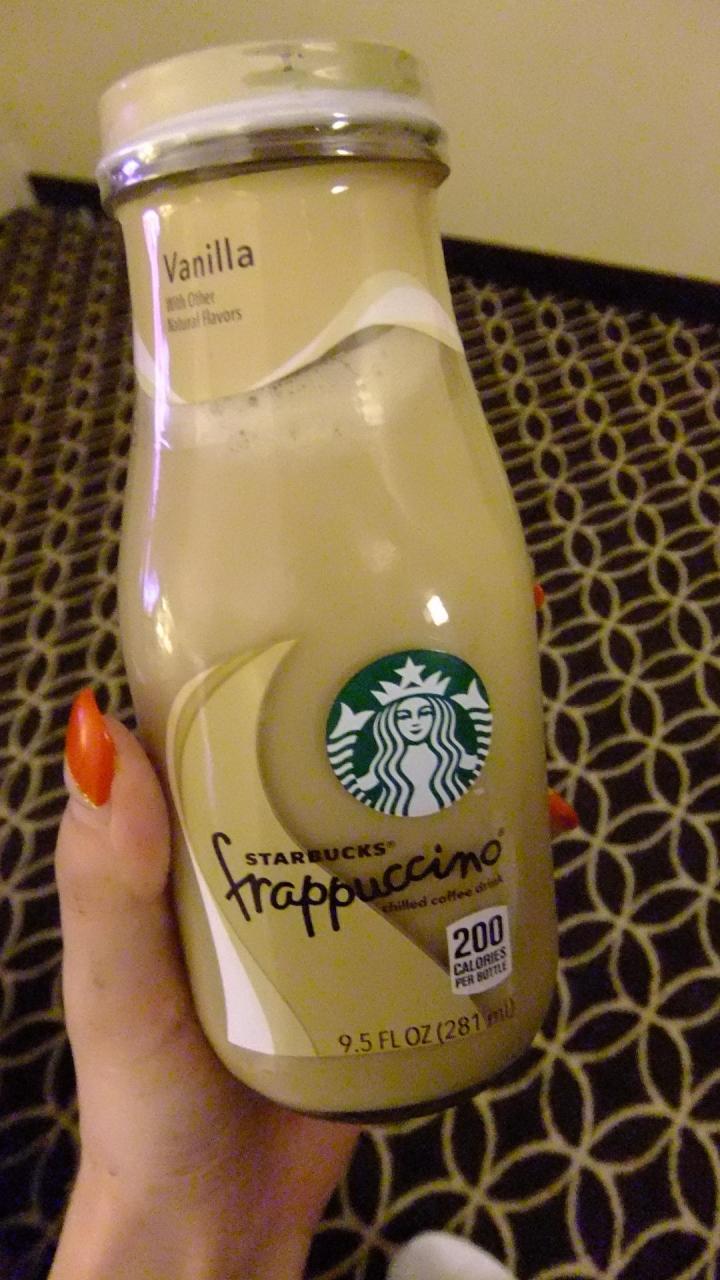 Vanilla
With Other
Natural Flavors
STARBUCKS®
frappuccino®
chilled coffee drink
200
CALORIES
PER BOTTLE
9.5 FL OZ (281 ml)